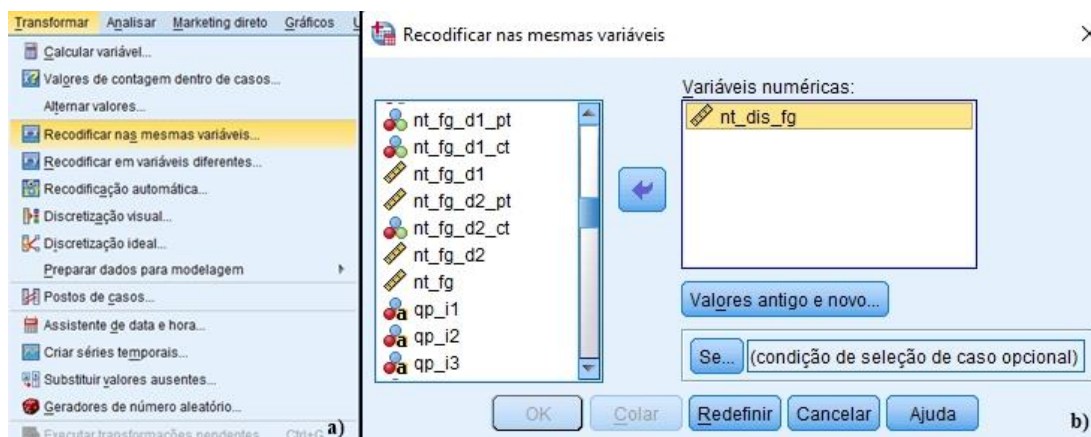 Transformar Analisar Marketing direto Gráficos
Calcular variável...
Valores de contagem dentro de casos...
Alternar valores...
Recodificar nas mesmas variáveis...
Recodificar em variáveis diferentes...
Recodificação automática...
Discretização visual...
Discretização ideal...
Preparar dados para modelagem
Postos de casos...
Assistente de data e hora...
Criar séries temporais...
Substituir valores ausentes...
Geradores de número aleatório...
Executar transformações pendentes Ctrl+G
a)
Recodificar nas mesmas variáveis
nt_fg_d1_pt
nt_fg_d1_ct
nt_fg_d1
nt_fg_d2_pt
nt_fg_d2_ct
nt_fg_d2
nt_fg
qp_i1
qp_i2
qp_i3
Variáveis numéricas:
nt_dis_fg
Valores antigo e novo...
Se... (condição de seleção de caso opcional)
OK Colar Redefinir Cancelar Ajuda
b)